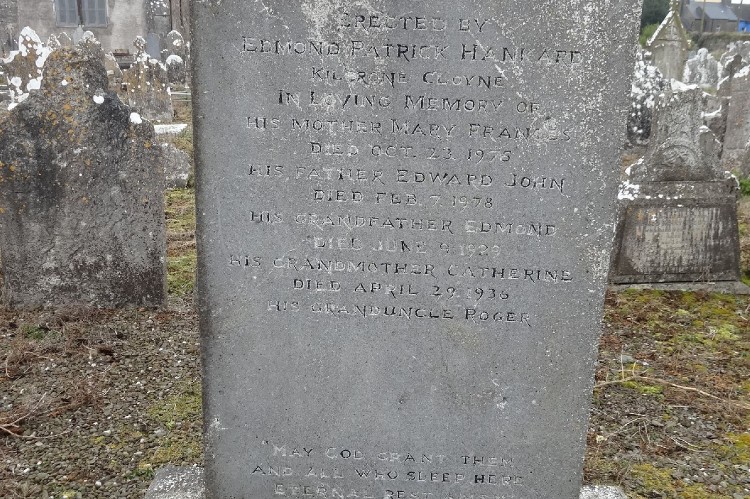 ERECTED BY
EDMOND PATRICK HANKARD
KILCRONE CLOYNE
IN LOVING MEMORY OF
HIS MOTHER MARY FRANCES
DIED OCT. 23. 1975
HIS FATHER EDWARD JOHN
DIED FEB. 7. 1978
HIS GRANDFATHER EDMOND
DIED JUNE 9. 1929
HIS GRANDMOTHER CATHERINE
DIED APRIL 29. 1936
HIS GRANDUNCLE ROGER
MAY GOD GRANT THEM
AND ALL WHO SLEEP HERE
ETERNAL REST